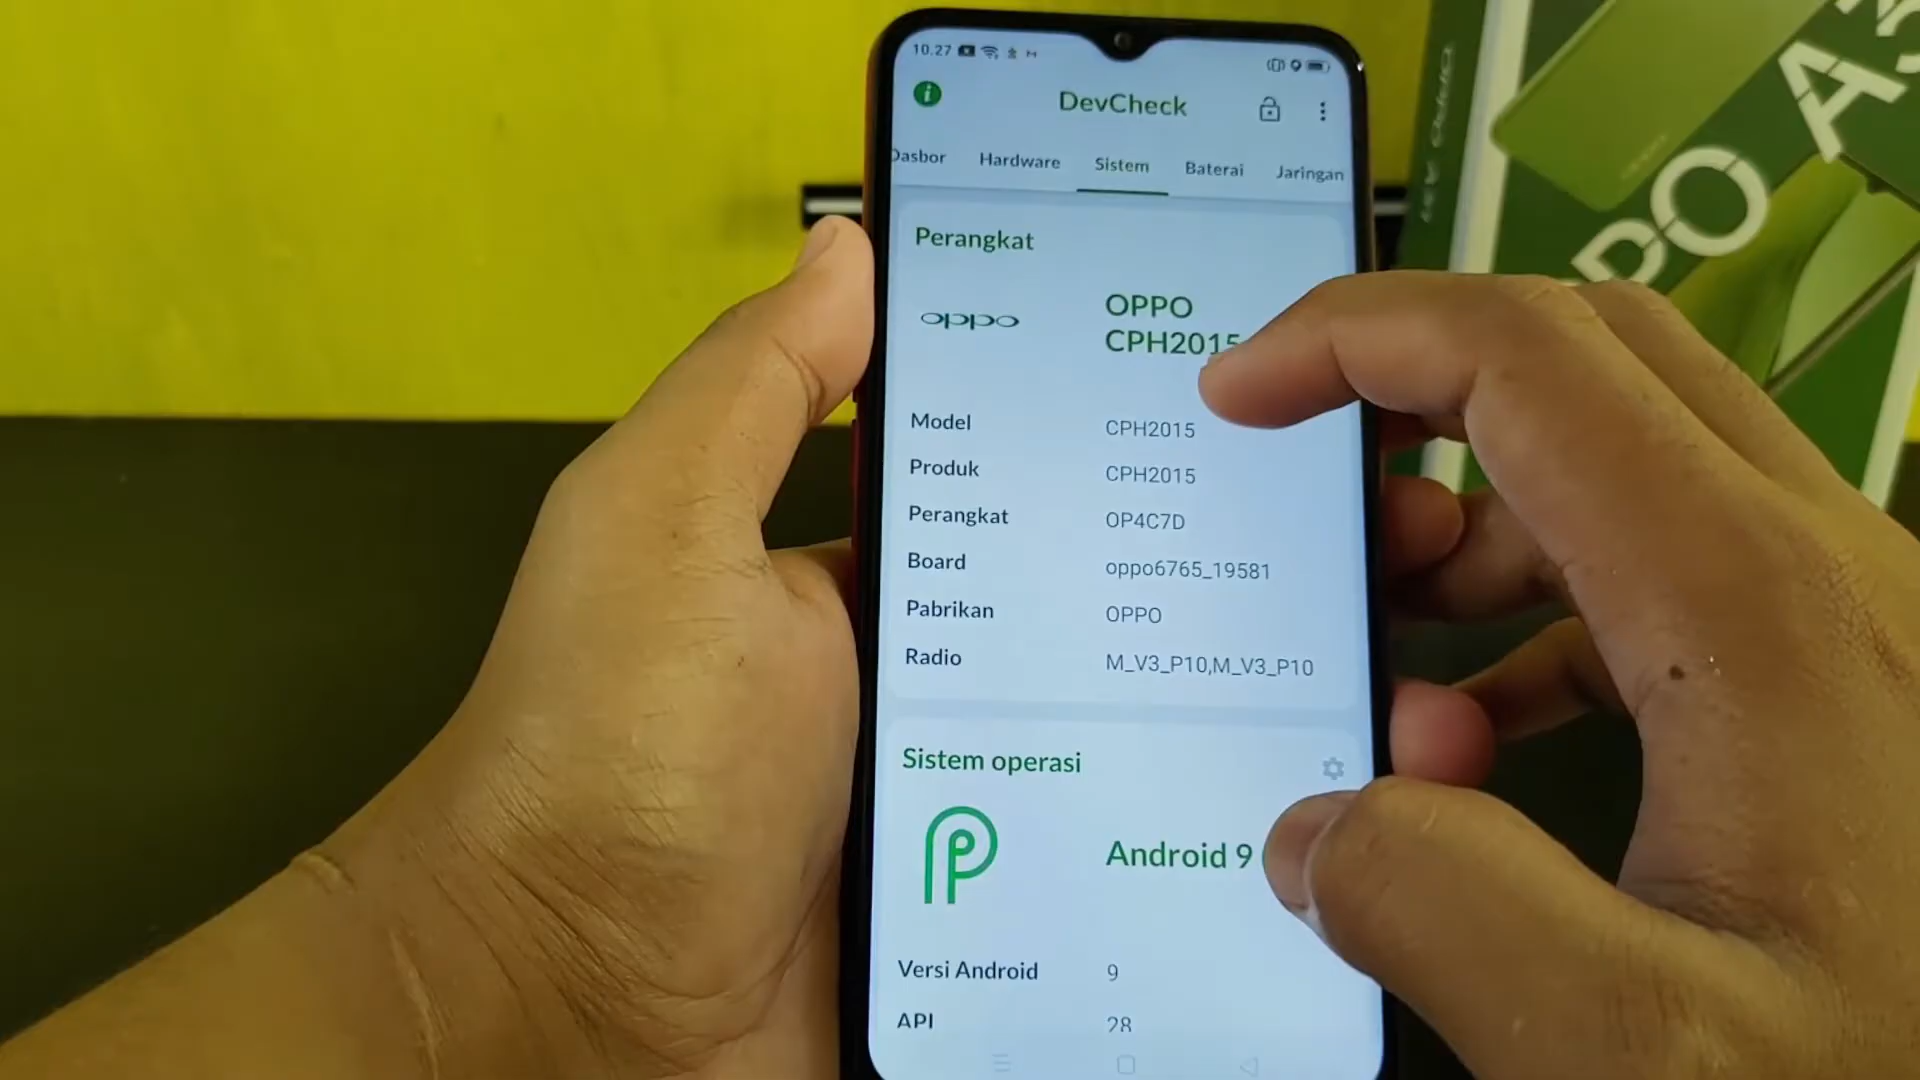 10.27
DevCheck
Dasbor Hardware Sistem Baterai Jaringan
Perangkat
oppo
OPPO
CPH2015
Model CPH2015
Produk CPH2015
Perangkat OP4C7D
Board oppo6765_19581
Pabrikan OPPO
Radio M_V3_P10,M_V3_P10
Sistem operasi
Android 9
Versi Android 9
API 28